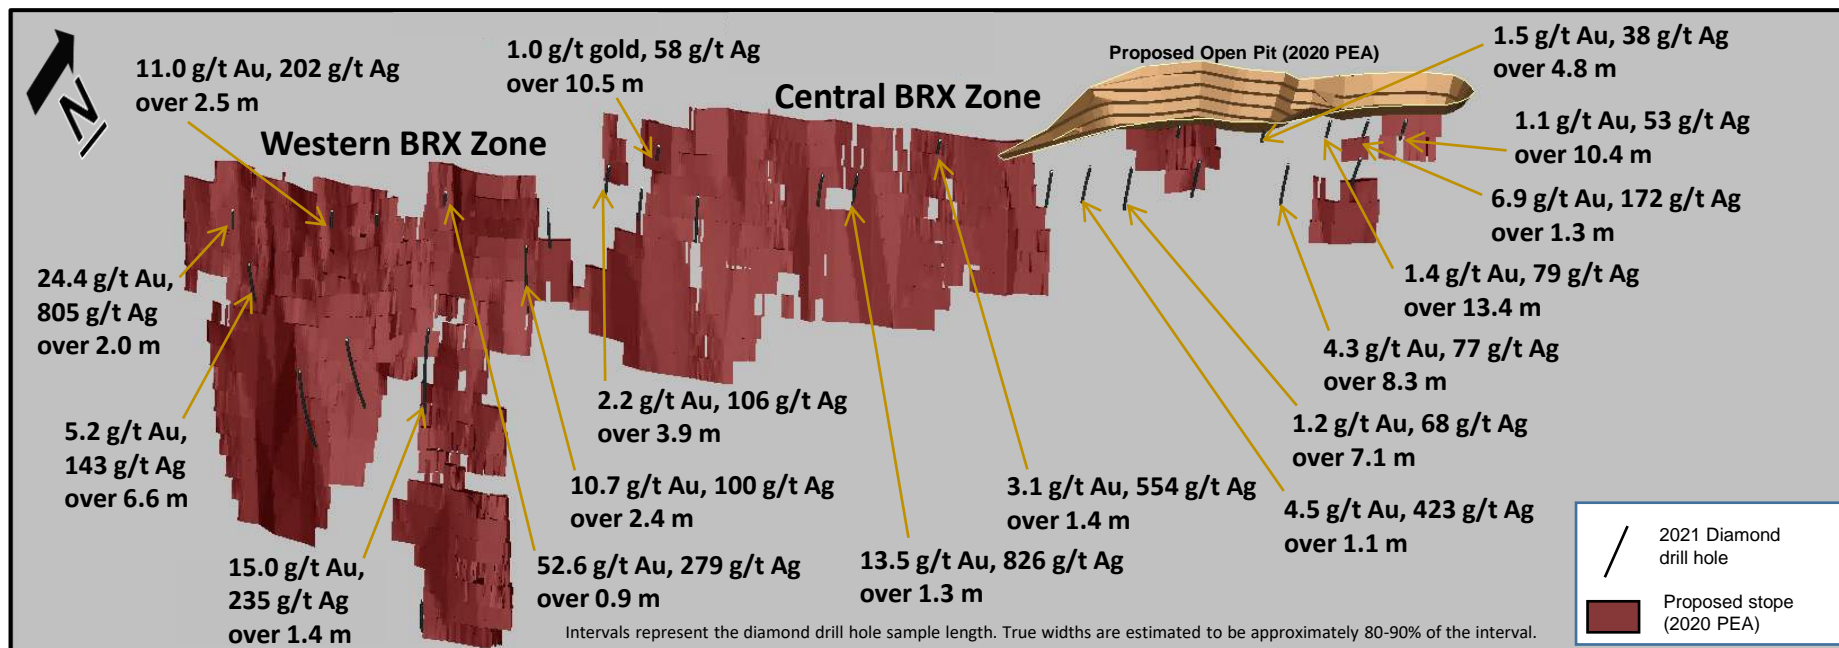 N
11.0 g/t Au, 202 g/t Ag
over 2.5 m
Western BRX Zone
1.0 g/t gold, 58 g/t Ag
over 10.5 m
Central BRX Zone
Proposed Open Pit (2020 PEA)
1.5 g/t Au, 38 g/t Ag
over 4.8 m
1.1 g/t Au, 53 g/t Ag
over 10.4 m
6.9 g/t Au, 172 g/t Ag
over 1.3 m
1.4 g/t Au, 79 g/t Ag
over 13.4 m
4.3 g/t Au, 77 g/t Ag
over 8.3 m
1.2 g/t Au, 68 g/t Ag
over 7.1 m
4.5 g/t Au, 423 g/t Ag
over 1.1 m
24.4 g/t Au,
805 g/t Ag
over 2.0 m
5.2 g/t Au,
143 g/t Ag
over 6.6 m
15.0 g/t Au,
235 g/t Ag
over 1.4 m
2.2 g/t Au, 106 g/t Ag
over 3.9 m
10.7 g/t Au, 100 g/t Ag
over 2.4 m
52.6 g/t Au, 279 g/t Ag
over 0.9 m
3.1 g/t Au, 554 g/t Ag
over 1.4 m
13.5 g/t Au, 826 g/t Ag
over 1.3 m
Intervals represent the diamond drill hole sample length. True widths are estimated to be approximately 80-90% of the interval.
2021 Diamond
drill hole
Proposed stope
(2020 PEA)